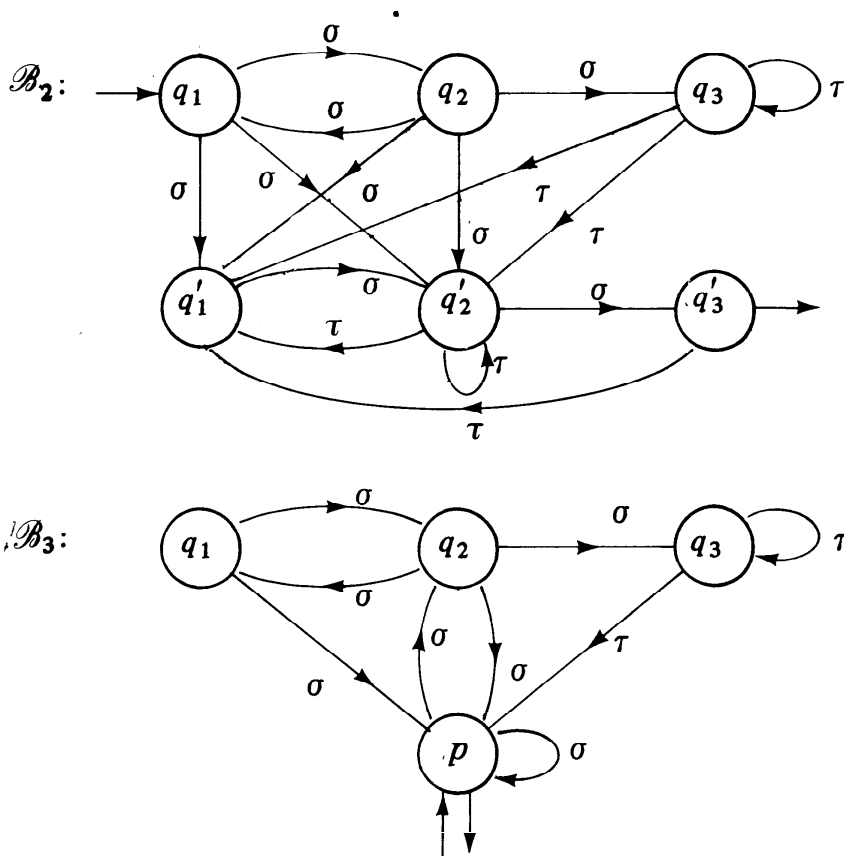 σ
ℬ₂: q₁ q₂ σ q₃ τ
σ
σ σ σ τ
σ τ
q′₁ σ q′₂ σ q′₃
τ
τ
τ
σ σ
ℬ₃: q₁ q₂ q₃ τ
σ
σ τ
σ σ
p σ